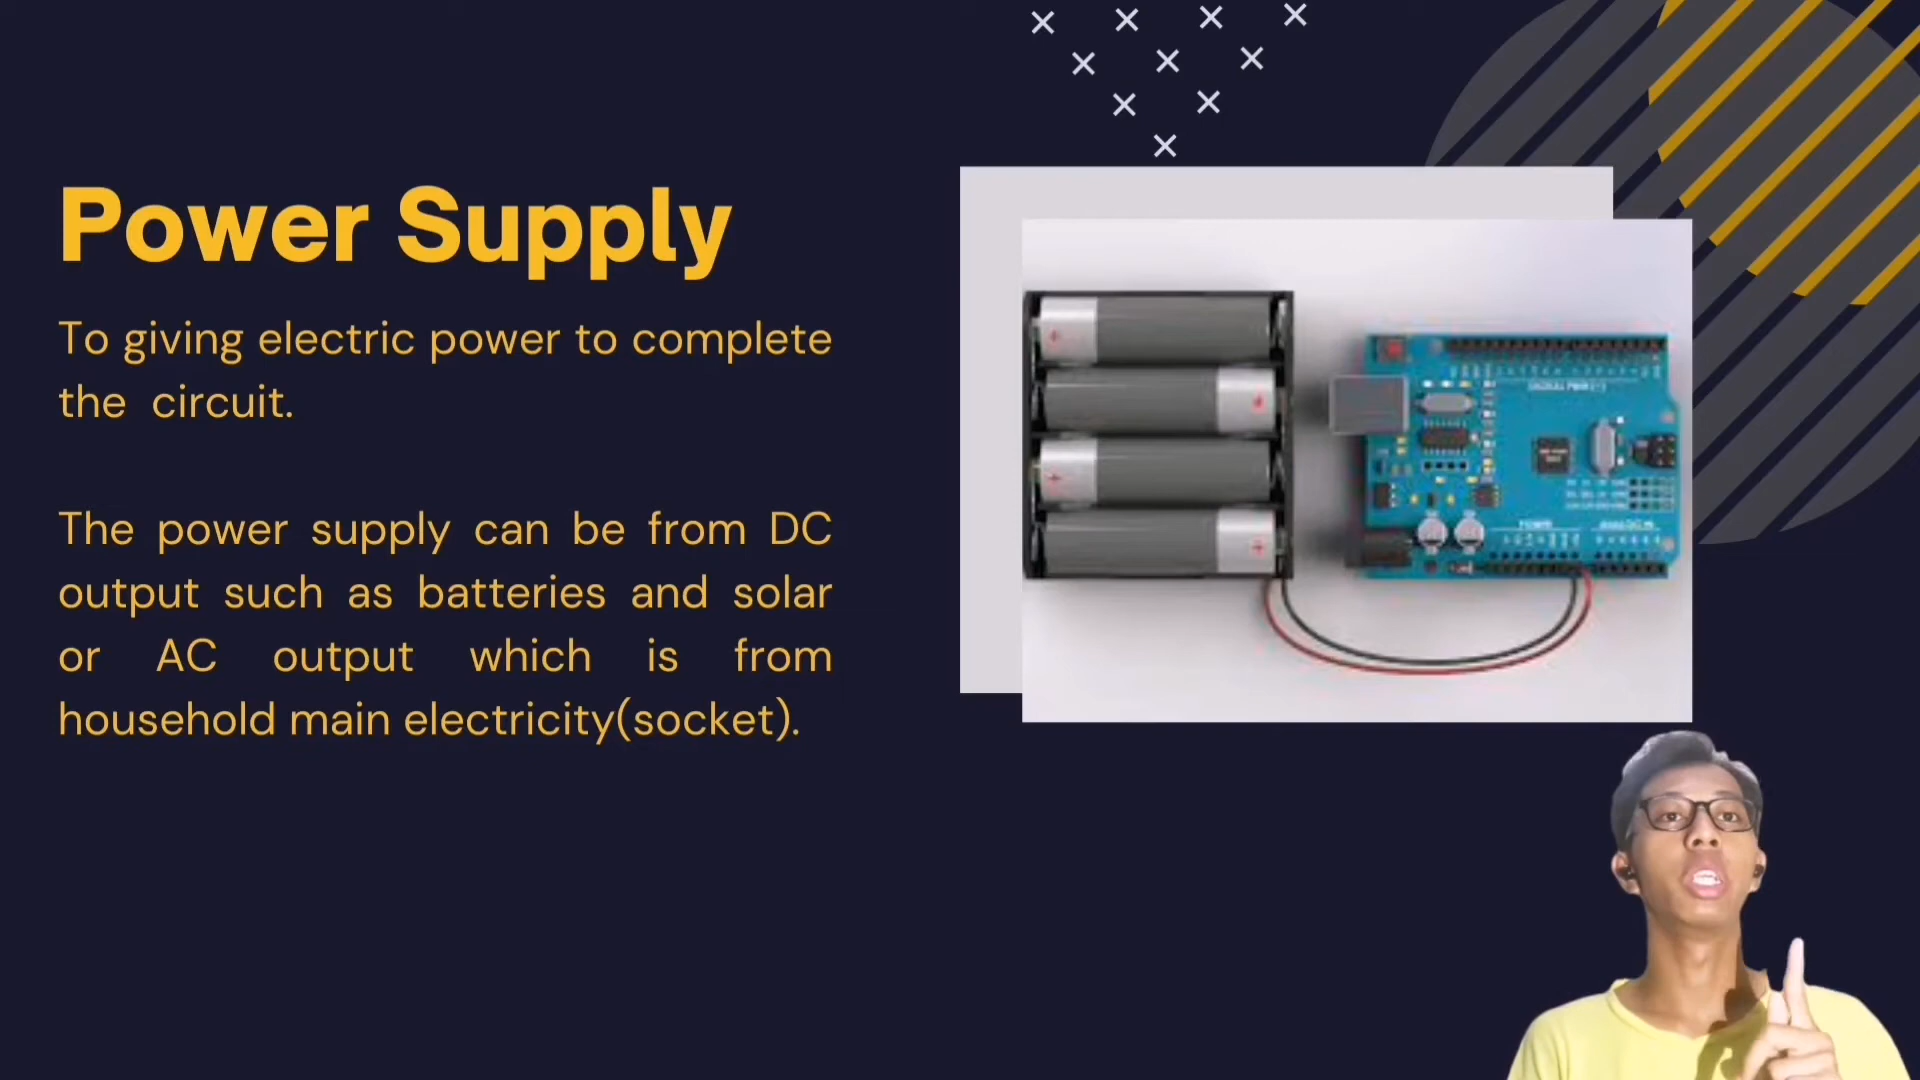 Power Supply
To giving electric power to complete
the circuit.
The power supply can be from DC
output such as batteries and solar
or AC output which is from
household main electricity(socket).